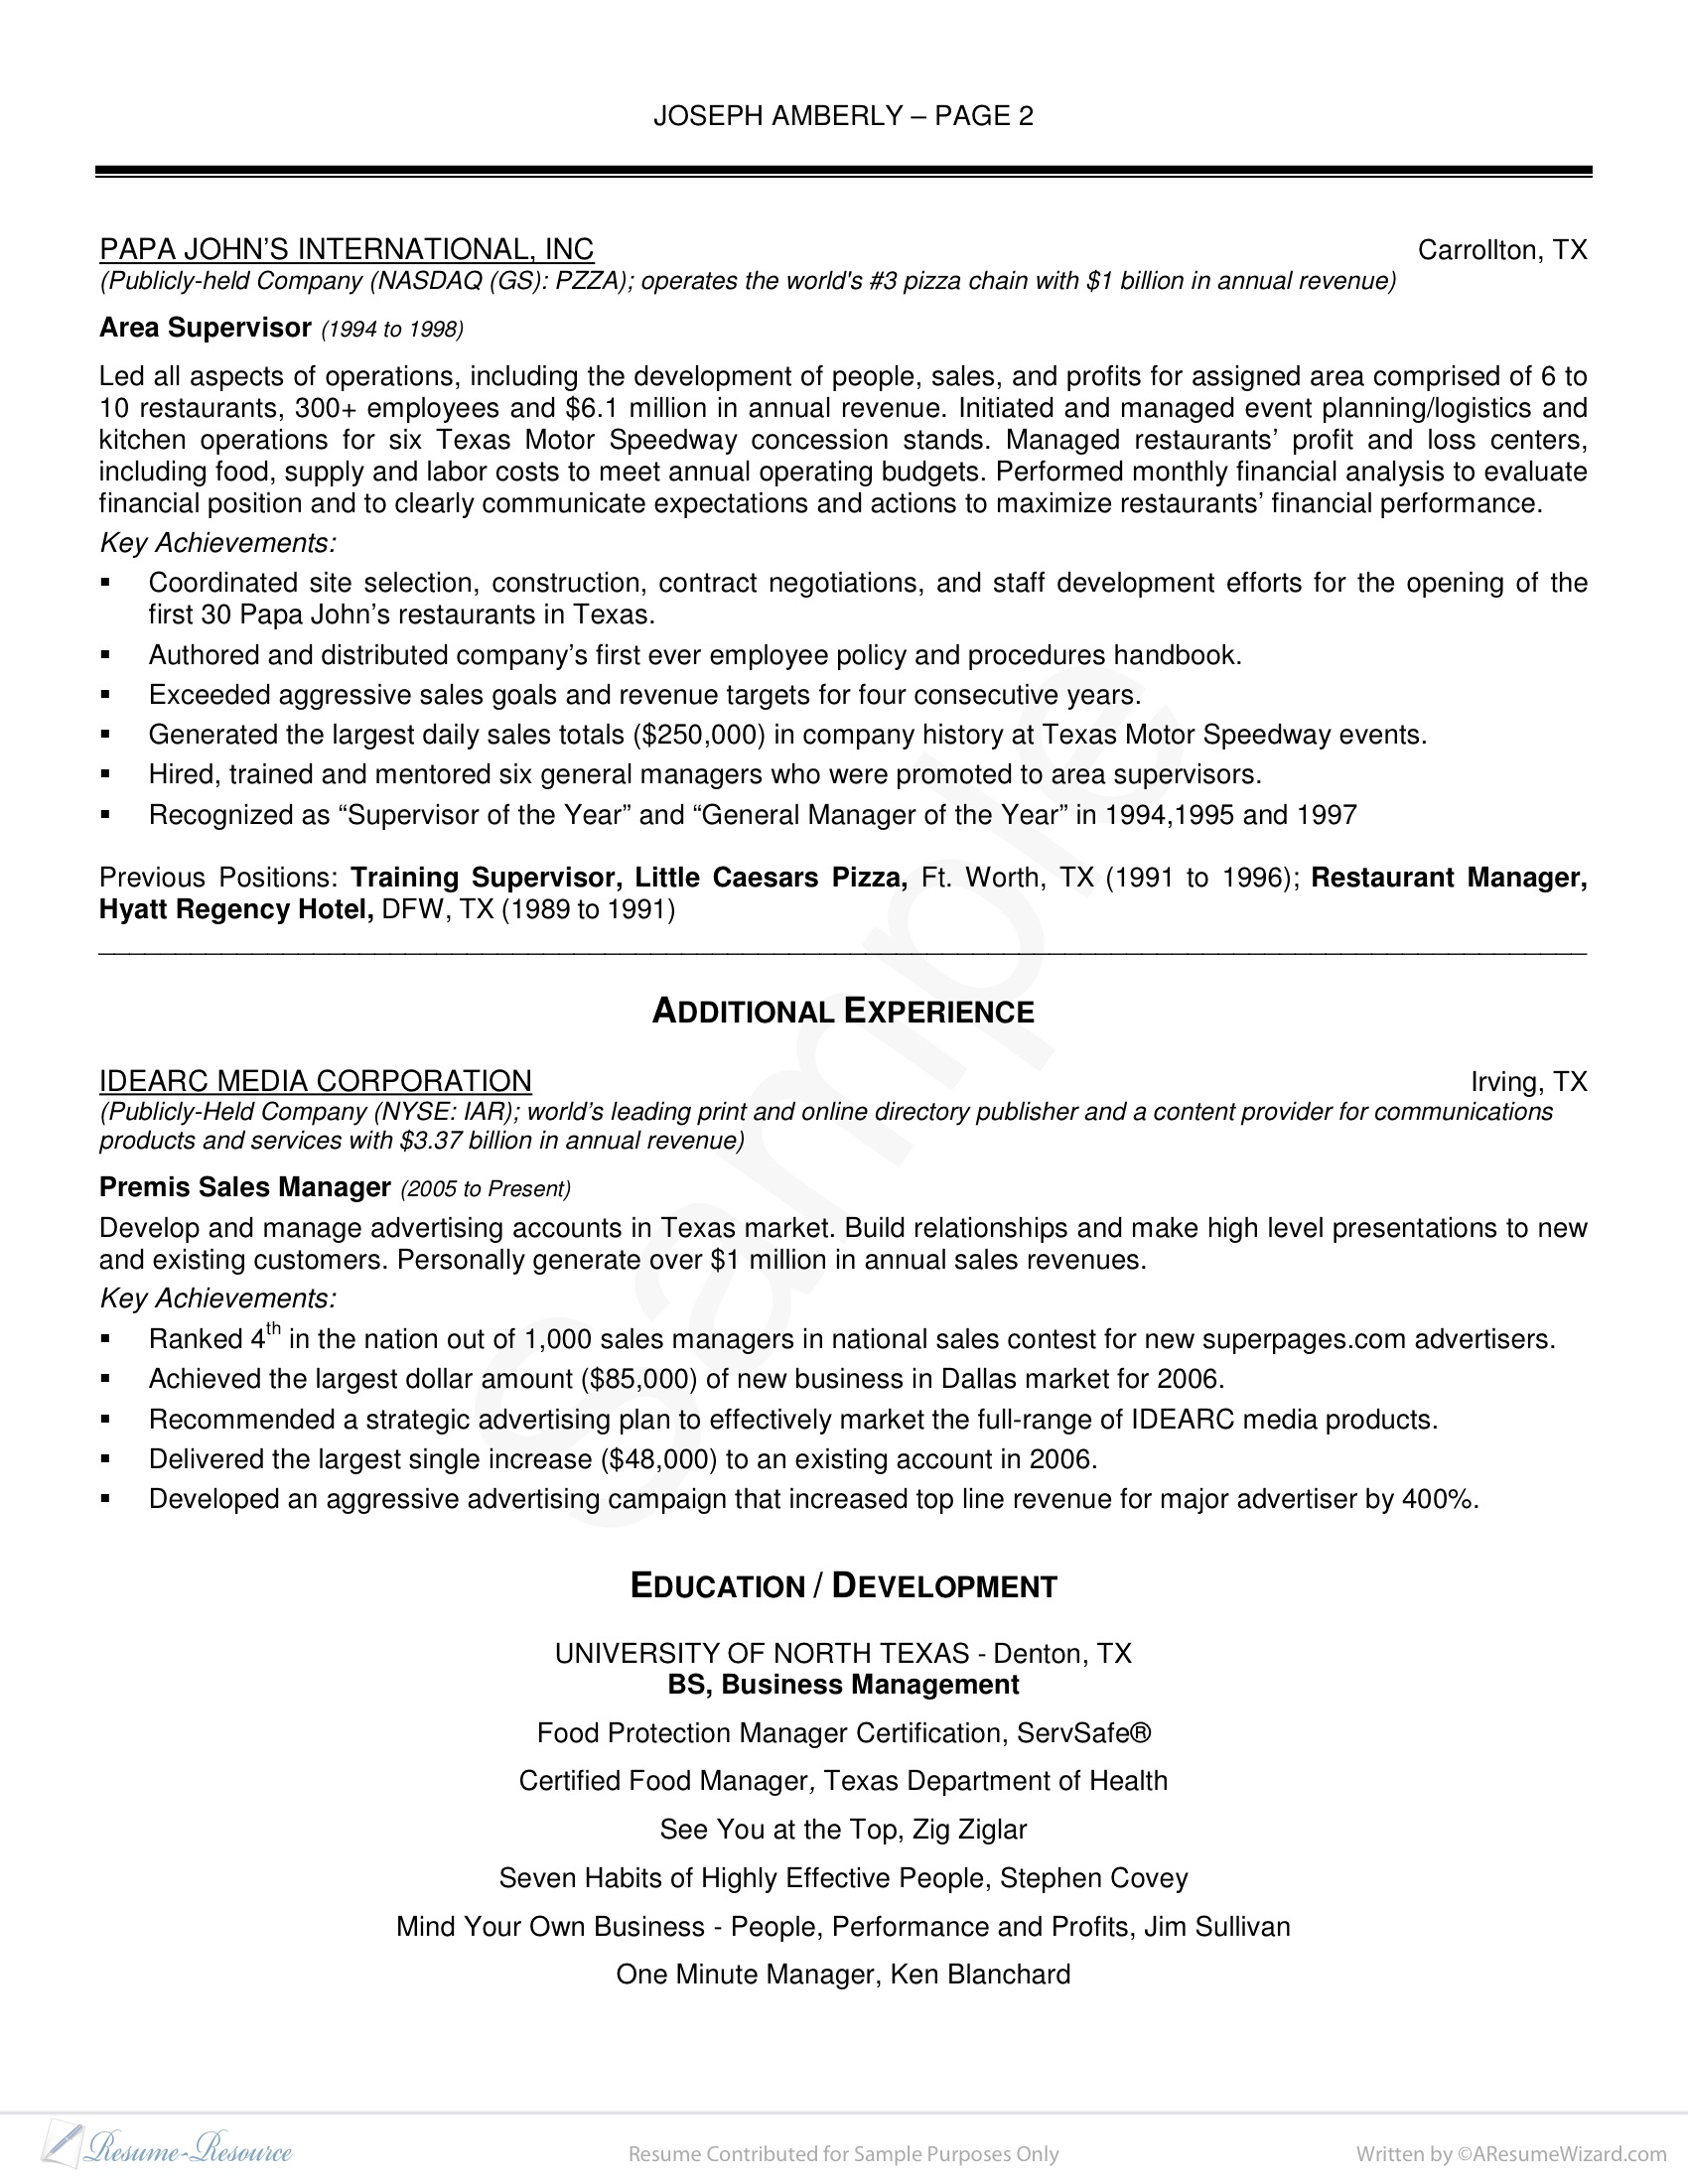 JOSEPH AMBERLY – PAGE 2
PAPA JOHN’S INTERNATIONAL, INC Carrollton, TX
(Publicly-held Company (NASDAQ (GS): PZZA); operates the world's #3 pizza chain with $1 billion in annual revenue)
Area Supervisor (1994 to 1998)
Led all aspects of operations, including the development of people, sales, and profits for assigned area comprised of 6 to
10 restaurants, 300+ employees and $6.1 million in annual revenue. Initiated and managed event planning/logistics and
kitchen operations for six Texas Motor Speedway concession stands. Managed restaurants’ profit and loss centers,
including food, supply and labor costs to meet annual operating budgets. Performed monthly financial analysis to evaluate
financial position and to clearly communicate expectations and actions to maximize restaurants’ financial performance.
Key Achievements:
▪ Coordinated site selection, construction, contract negotiations, and staff development efforts for the opening of the
first 30 Papa John’s restaurants in Texas.
▪ Authored and distributed company’s first ever employee policy and procedures handbook.
▪ Exceeded aggressive sales goals and revenue targets for four consecutive years.
▪ Generated the largest daily sales totals ($250,000) in company history at Texas Motor Speedway events.
▪ Hired, trained and mentored six general managers who were promoted to area supervisors.
▪ Recognized as “Supervisor of the Year” and “General Manager of the Year” in 1994,1995 and 1997
Previous Positions: Training Supervisor, Little Caesars Pizza, Ft. Worth, TX (1991 to 1996); Restaurant Manager,
Hyatt Regency Hotel, DFW, TX (1989 to 1991)
ADDITIONAL EXPERIENCE
IDEARC MEDIA CORPORATION Irving, TX
(Publicly-Held Company (NYSE: IAR); world’s leading print and online directory publisher and a content provider for communications
products and services with $3.37 billion in annual revenue)
Premis Sales Manager (2005 to Present)
Develop and manage advertising accounts in Texas market. Build relationships and make high level presentations to new
and existing customers. Personally generate over $1 million in annual sales revenues.
Key Achievements:
▪ Ranked 4th in the nation out of 1,000 sales managers in national sales contest for new superpages.com advertisers.
▪ Achieved the largest dollar amount ($85,000) of new business in Dallas market for 2006.
▪ Recommended a strategic advertising plan to effectively market the full-range of IDEARC media products.
▪ Delivered the largest single increase ($48,000) to an existing account in 2006.
▪ Developed an aggressive advertising campaign that increased top line revenue for major advertiser by 400%.
EDUCATION / DEVELOPMENT
UNIVERSITY OF NORTH TEXAS - Denton, TX
BS, Business Management
Food Protection Manager Certification, ServSafe®
Certified Food Manager, Texas Department of Health
See You at the Top, Zig Ziglar
Seven Habits of Highly Effective People, Stephen Covey
Mind Your Own Business - People, Performance and Profits, Jim Sullivan
One Minute Manager, Ken Blanchard
Sample
Resume-Resource Resume Contributed for Sample Purposes Only Written by ©AResumeWizard.com